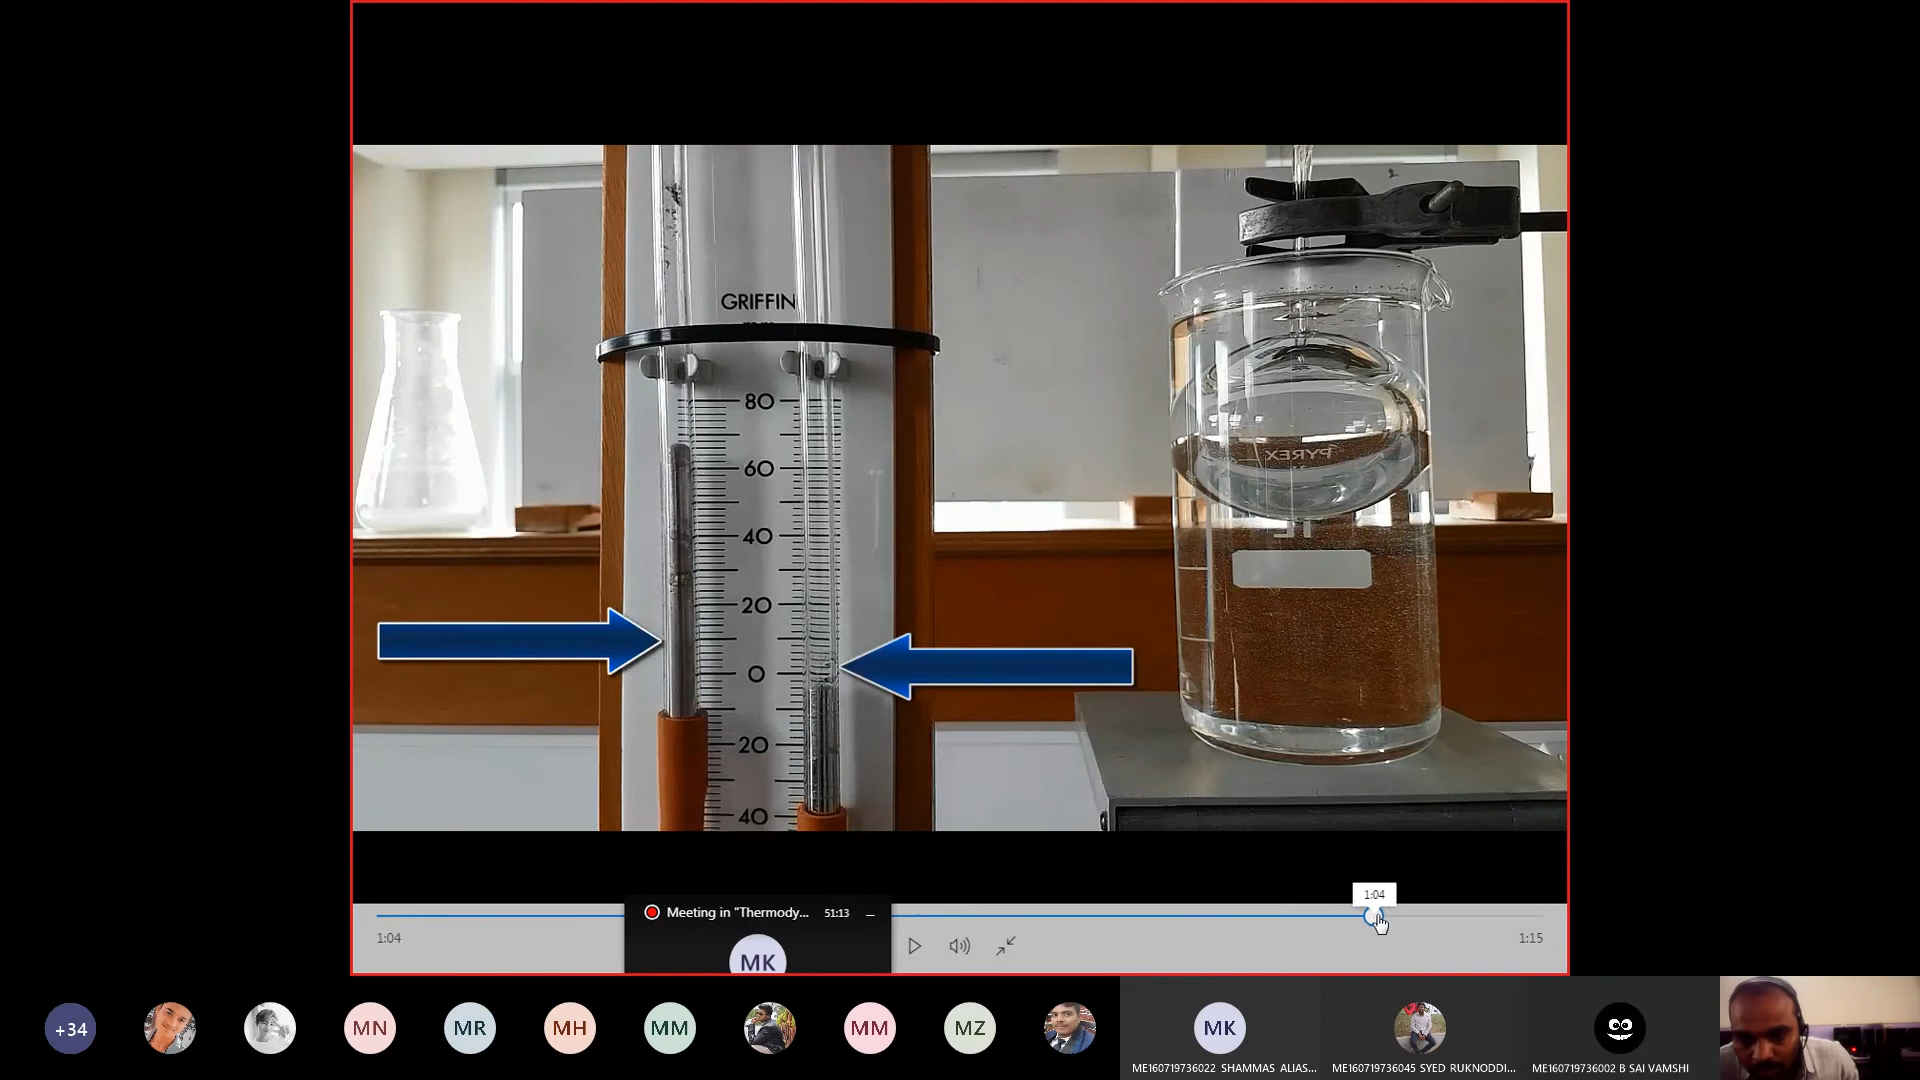 GRIFFIN
80
60
40
20
0
20
40
PYREX
1:04
Meeting in "Thermody... 51:13
1:04
1:15
MK
+34
MN
MR
MH
MM
MM
MZ
MK
ME160719736022 SHAMMAS ALIAS...
ME160719736045 SYED RUKNODDI...
ME160719736002 B SAI VAMSHI